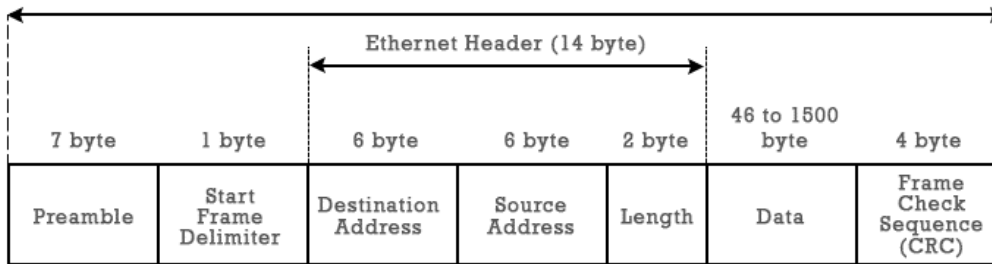 Ethernet Header (14 byte)
7 byte
1 byte
6 byte
6 byte
2 byte
46 to 1500
byte
4 byte
Preamble
Start
Frame
Delimiter
Destination
Address
Source
Address
Length
Data
Frame
Check
Sequence
(CRC)